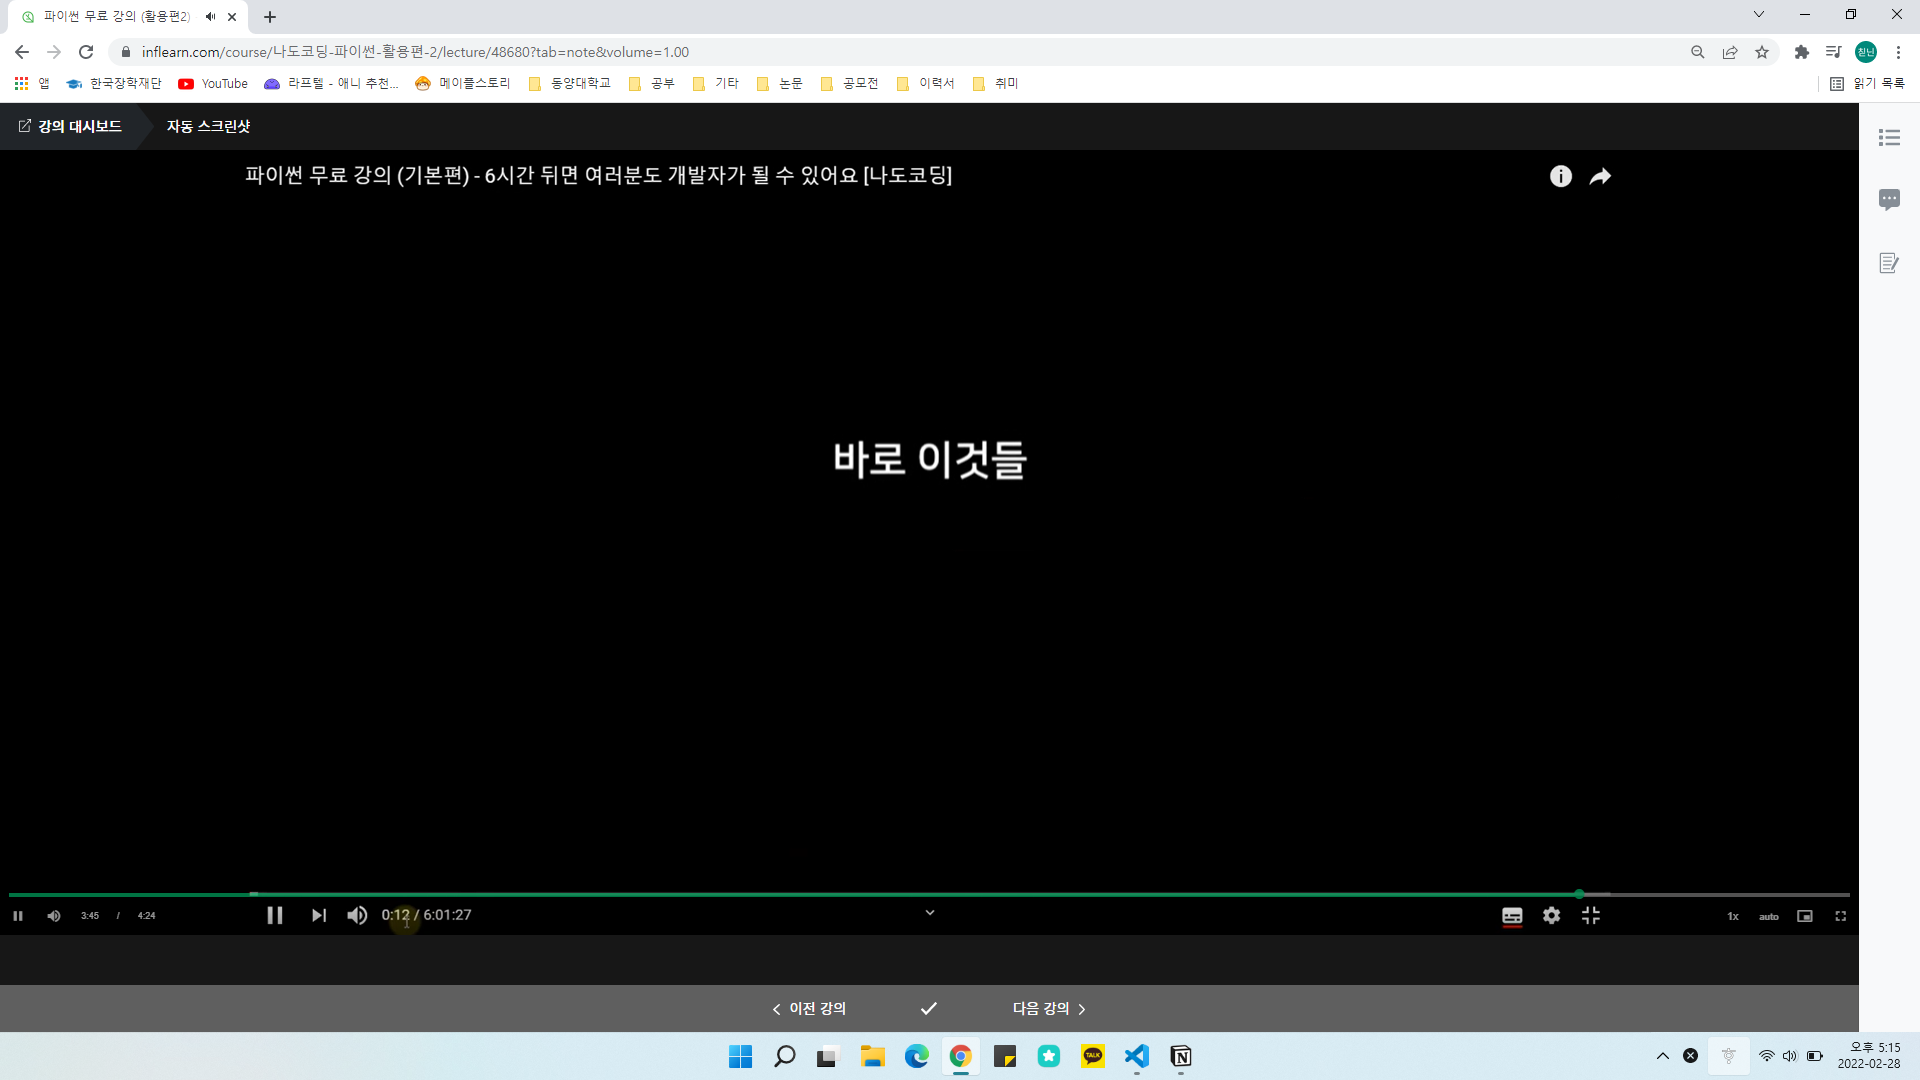 파이썬 무료 강의 (활용편2)
inflearn.com/course/나도코딩-파이썬-활용편-2/lecture/48680?tab=note&volume=1.00
친닌
앱 한국장학재단 YouTube 라프텔 - 애니 추천... 메이플스토리 동양대학교 공부 기타 논문 공모전 이력서 취미 읽기 목록
강의 대시보드 자동 스크린샷
파이썬 무료 강의 (기본편) - 6시간 뒤면 여러분도 개발자가 될 수 있어요 [나도코딩]
바로 이것들
3:45 / 4:24 0:12 / 6:01:27 1x auto
이전 강의 다음 강의
TALK
오후 5:15
2022-02-28